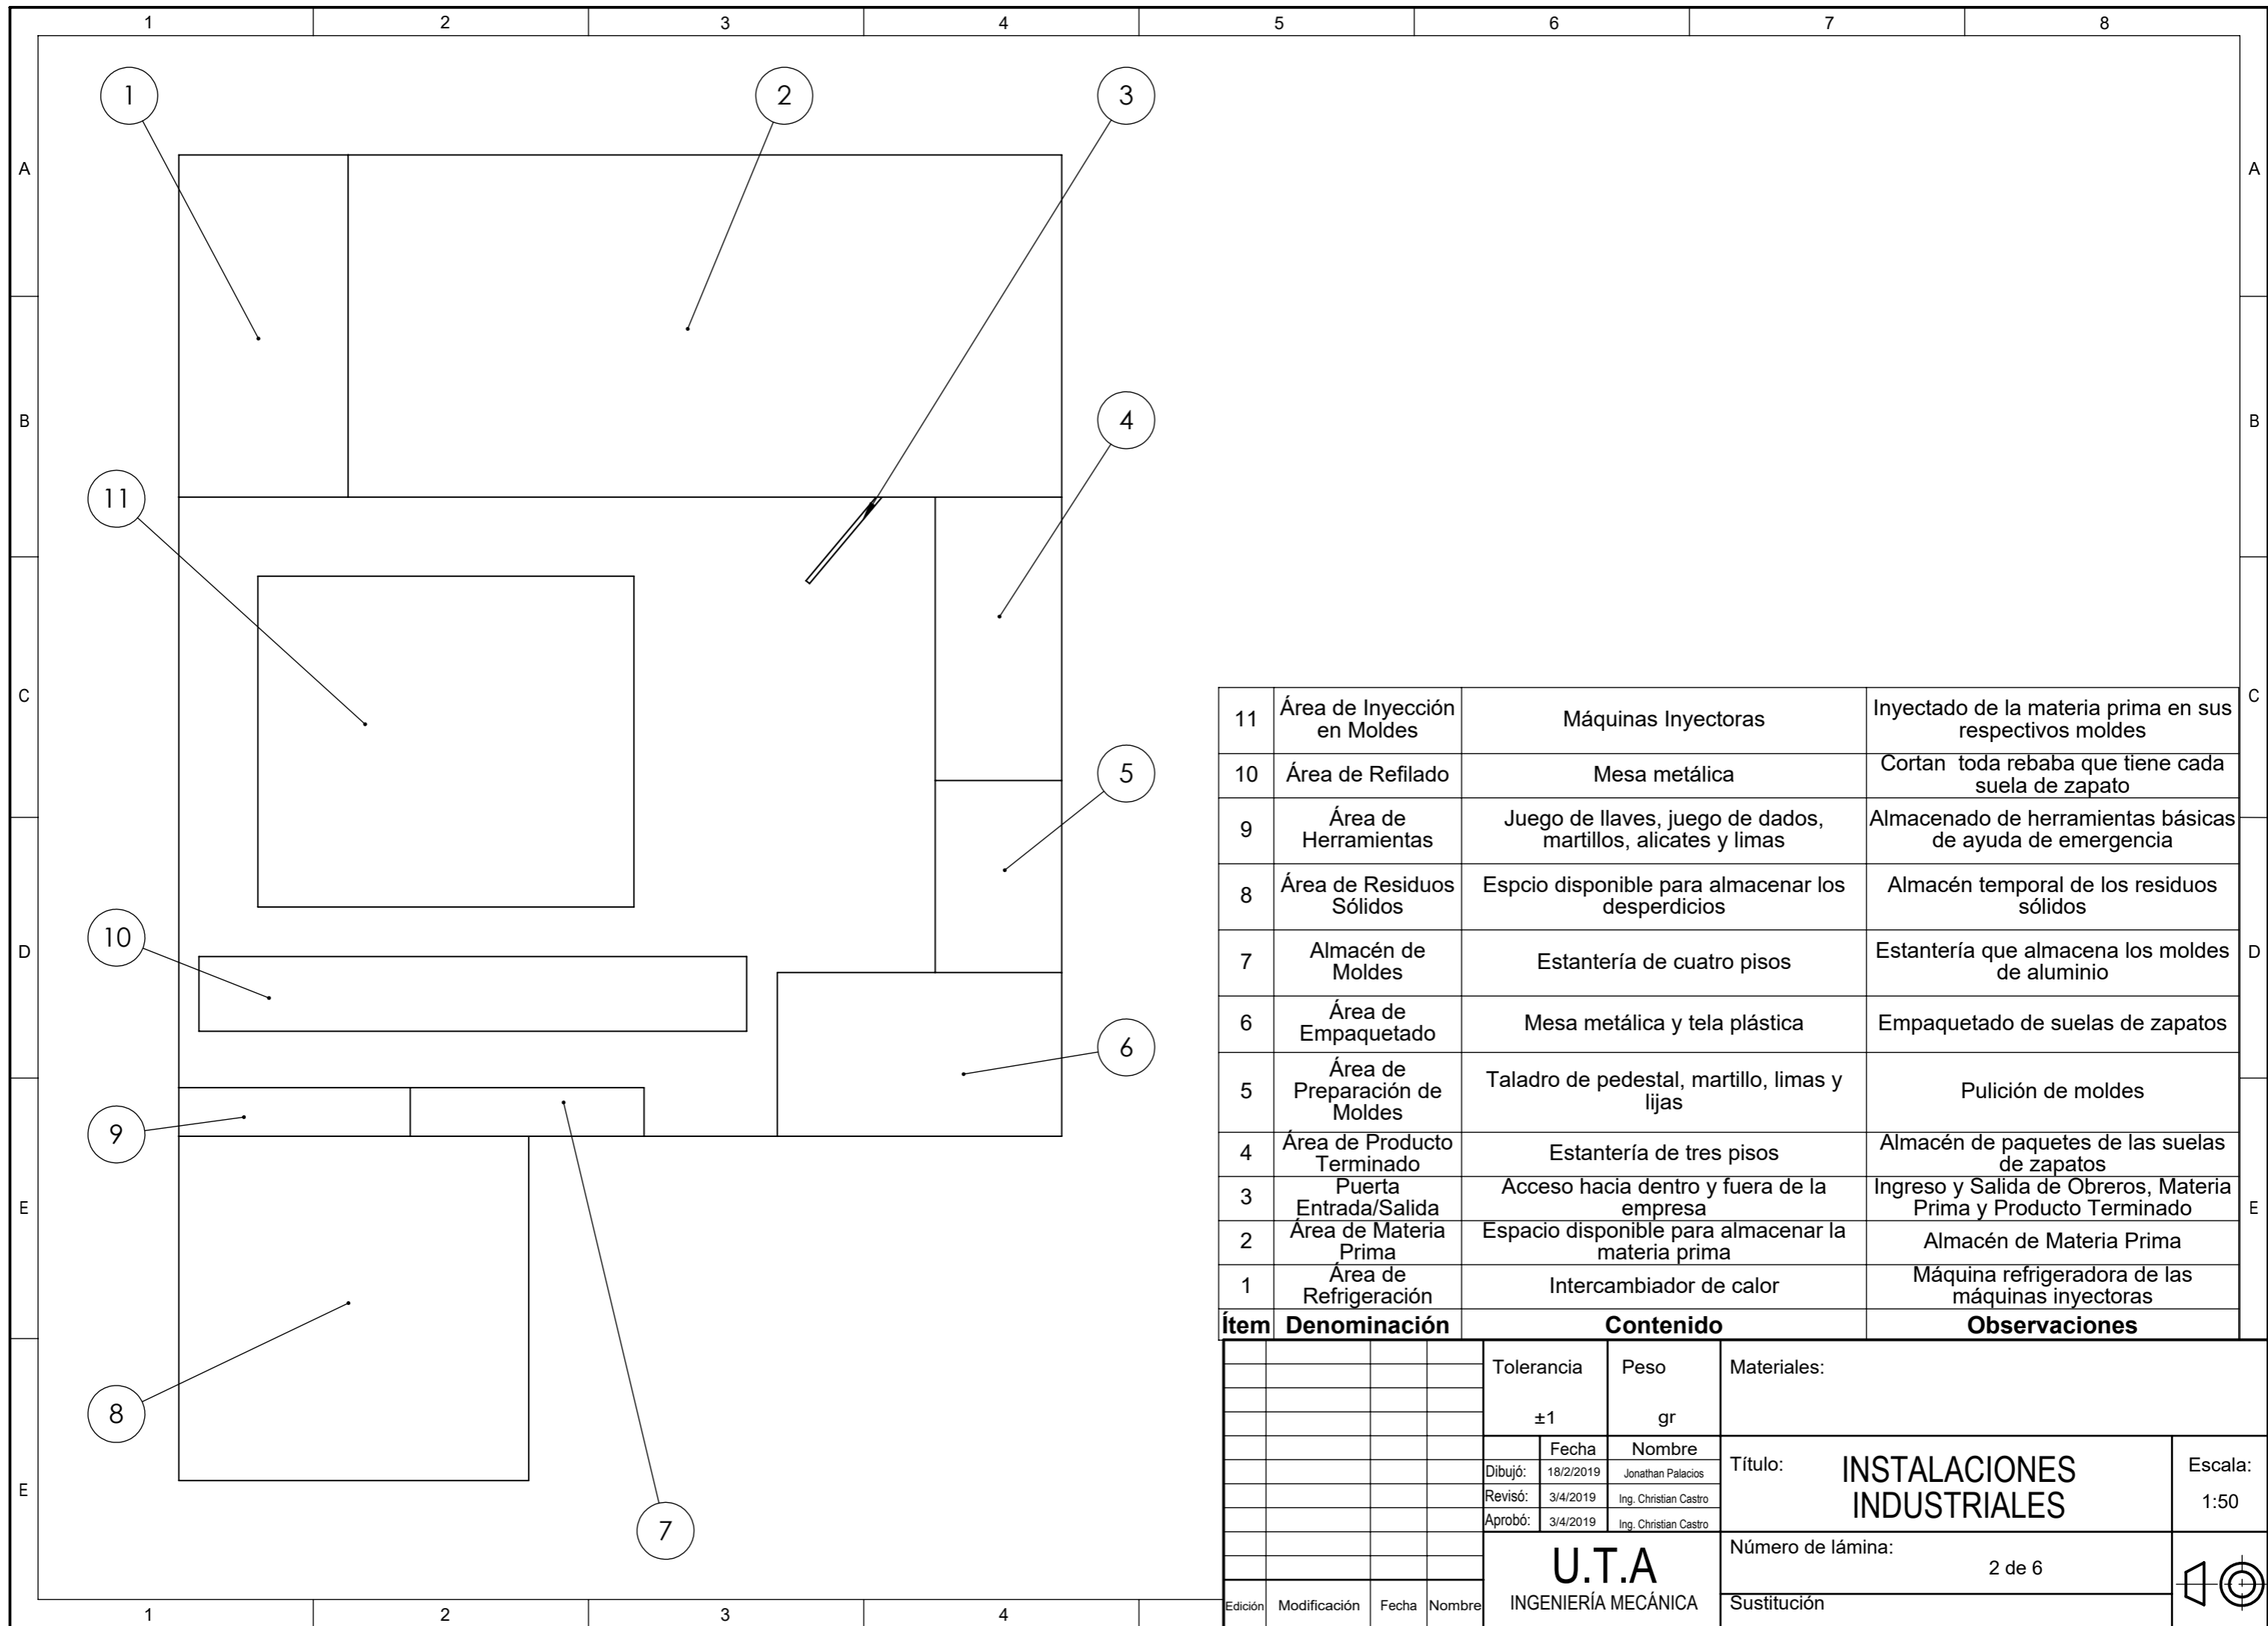 1 2 3 4 5 6 7 8
1 2 3
A A
4
B B
11
C C
5
10
D D
6
9
E E
8
E
7
11 Área de Inyección en Moldes Máquinas Inyectoras Inyectado de la materia prima en sus respectivos moldes
10 Área de Refilado Mesa metálica Cortan toda rebaba que tiene cada suela de zapato
9 Área de Herramientas Juego de llaves, juego de dados, martillos, alicates y limas Almacenado de herramientas básicas de ayuda de emergencia
8 Área de Residuos Sólidos Espcio disponible para almacenar los desperdicios Almacén temporal de los residuos sólidos
7 Almacén de Moldes Estantería de cuatro pisos Estantería que almacena los moldes de aluminio
6 Área de Empaquetado Mesa metálica y tela plástica Empaquetado de suelas de zapatos
5 Área de Preparación de Moldes Taladro de pedestal, martillo, limas y lijas Pulición de moldes
4 Área de Producto Terminado Estantería de tres pisos Almacén de paquetes de las suelas de zapatos
3 Puerta Entrada/Salida Acceso hacia dentro y fuera de la empresa Ingreso y Salida de Obreros, Materia Prima y Producto Terminado
2 Área de Materia Prima Espacio disponible para almacenar la materia prima Almacén de Materia Prima
1 Área de Refrigeración Intercambiador de calor Máquina refrigeradora de las máquinas inyectoras
Ítem Denominación Contenido Observaciones
Tolerancia Peso Materiales:
±1 gr
Fecha Nombre
Dibujó: 18/2/2019 Jonathan Palacios
Revisó: 3/4/2019 Ing. Christian Castro
Aprobó: 3/4/2019 Ing. Christian Castro
Título: INSTALACIONES
INDUSTRIALES
Escala:
1:50
U.T.A
INGENIERÍA MECÁNICA
Número de lámina:
2 de 6
Sustitución
Edición Modificación Fecha Nombre
1 2 3 4